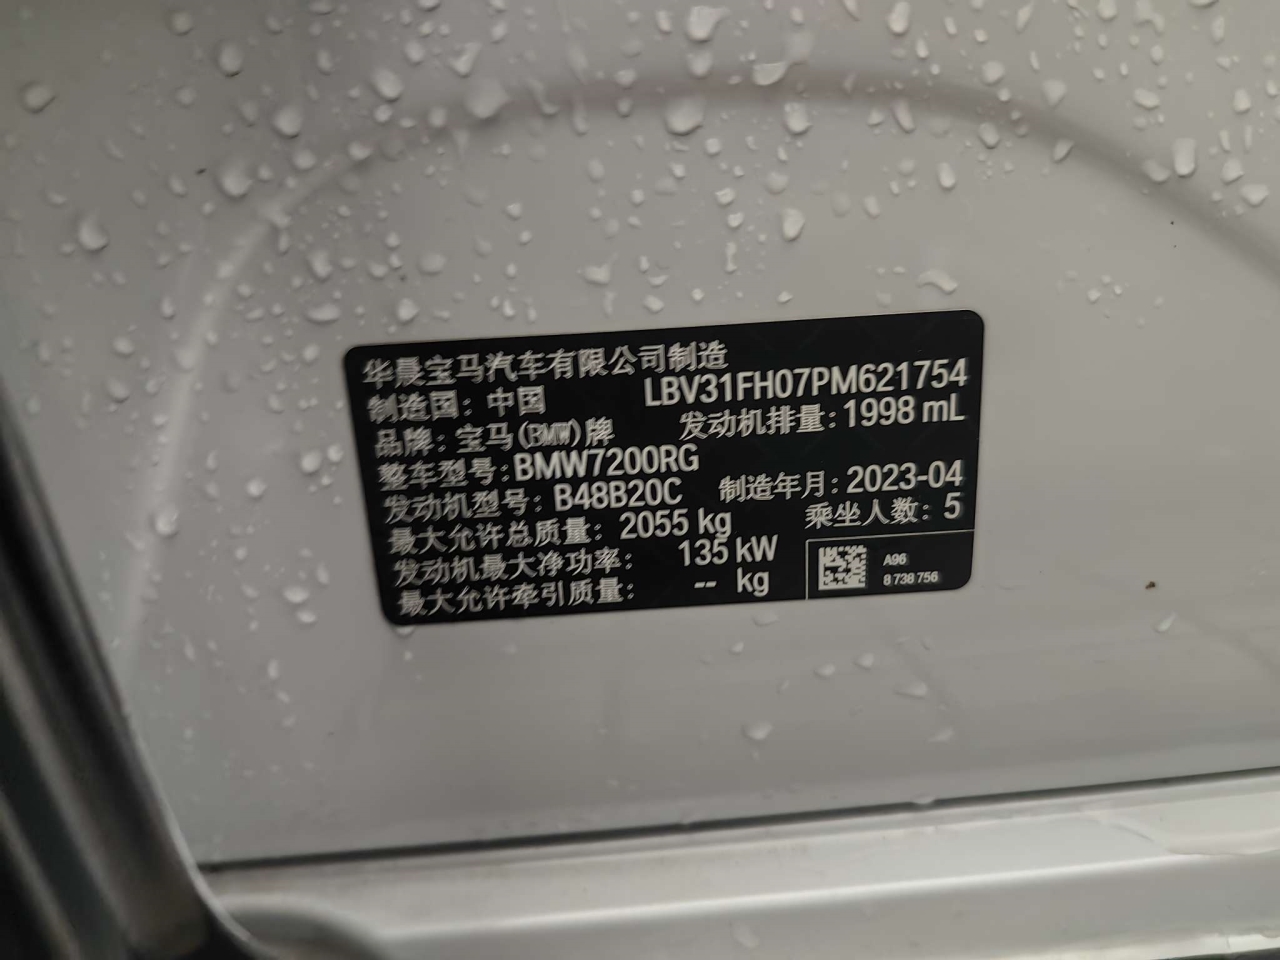 华晨宝马汽车有限公司制造
制造国：中国 LBV31FH07PM621754
品牌：宝马(BMW)牌 发动机排量：1998 mL
整车型号：BMW7200RG
发动机型号：B48B20C 制造年月：2023-04
最大允许总质量：2055 kg 乘坐人数：5
发动机最大净功率：135 kW
最大允许牵引质量：-- kg
A96
8 738 756